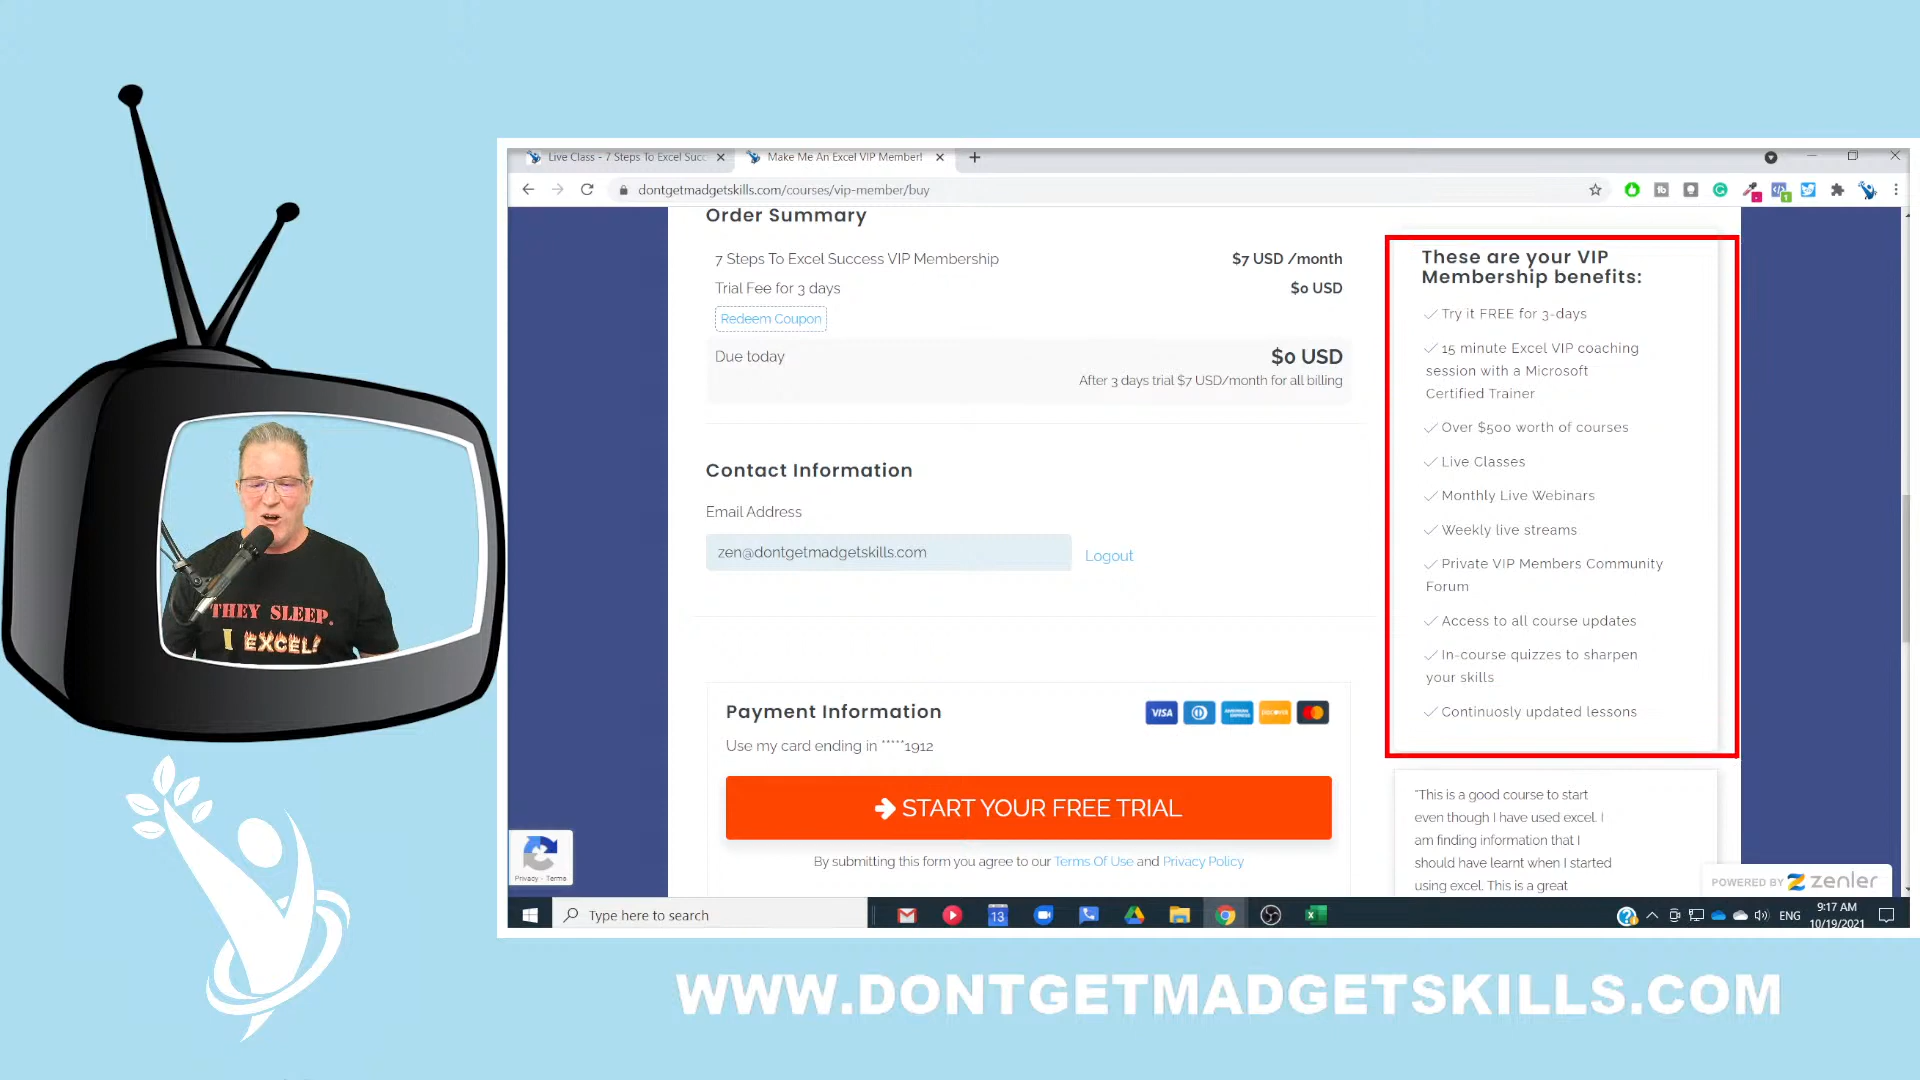 Live Class - 7 Steps To Excel Succ
Make Me An Excel VIP Member!
dontgetmadgetskills.com/courses/vip-member/buy
Order Summary
7 Steps To Excel Success VIP Membership $7 USD /month
Trial Fee for 3 days $0 USD
Redeem Coupon
Due today $0 USD
After 3 days trial $7 USD/month for all billing
Contact Information
Email Address
zen@dontgetmadgetskills.com Logout
Payment Information
VISA
AMERICAN EXPRESS
DISCOVER
Use my card ending in *****1912
START YOUR FREE TRIAL
By submitting this form you agree to our Terms Of Use and Privacy Policy
These are your VIP
Membership benefits:
Try it FREE for 3-days
15 minute Excel VIP coaching
session with a Microsoft
Certified Trainer
Over $500 worth of courses
Live Classes
Monthly Live Webinars
Weekly live streams
Private VIP Members Community
Forum
Access to all course updates
In-course quizzes to sharpen
your skills
Continuosly updated lessons
"This is a good course to start
even though I have used excel. I
am finding information that I
should have learnt when I started
using excel. This is a great
POWERED BY zenler
Privacy - Terms
Type here to search
13
ENG
9:17 AM
10/19/2021
THEY SLEEP.
I EXCEL!
WWW.DONTGETMADGETSKILLS.COM